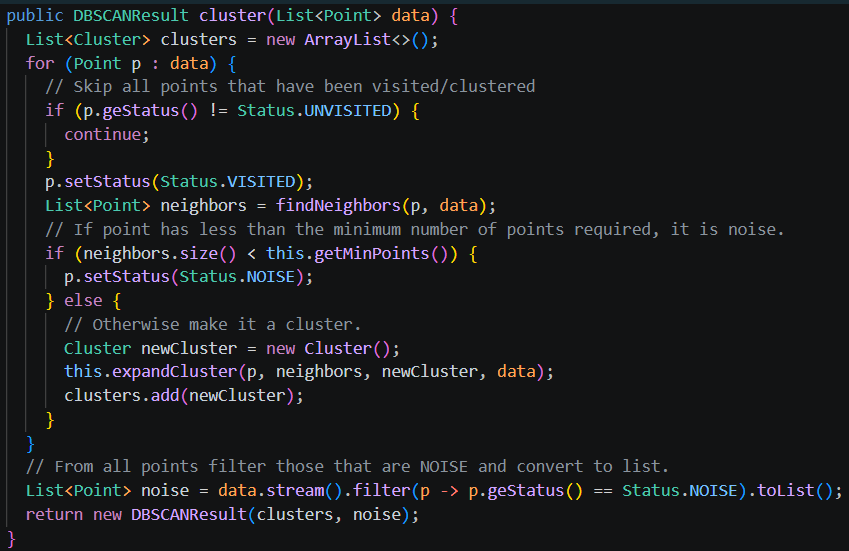 public DBSCANResult cluster(List<Point> data) {
  List<Cluster> clusters = new ArrayList<>();
  for (Point p : data) {
    // Skip all points that have been visited/clustered
    if (p.geStatus() != Status.UNVISITED) {
      continue;
    }
    p.setStatus(Status.VISITED);
    List<Point> neighbors = findNeighbors(p, data);
    // If point has less than the minimum number of points required, it is noise.
    if (neighbors.size() < this.getMinPoints()) {
      p.setStatus(Status.NOISE);
    } else {
      // Otherwise make it a cluster.
      Cluster newCluster = new Cluster();
      this.expandCluster(p, neighbors, newCluster, data);
      clusters.add(newCluster);
    }
  }
  // From all points filter those that are NOISE and convert to list.
  List<Point> noise = data.stream().filter(p -> p.geStatus() == Status.NOISE).toList();
  return new DBSCANResult(clusters, noise);
}